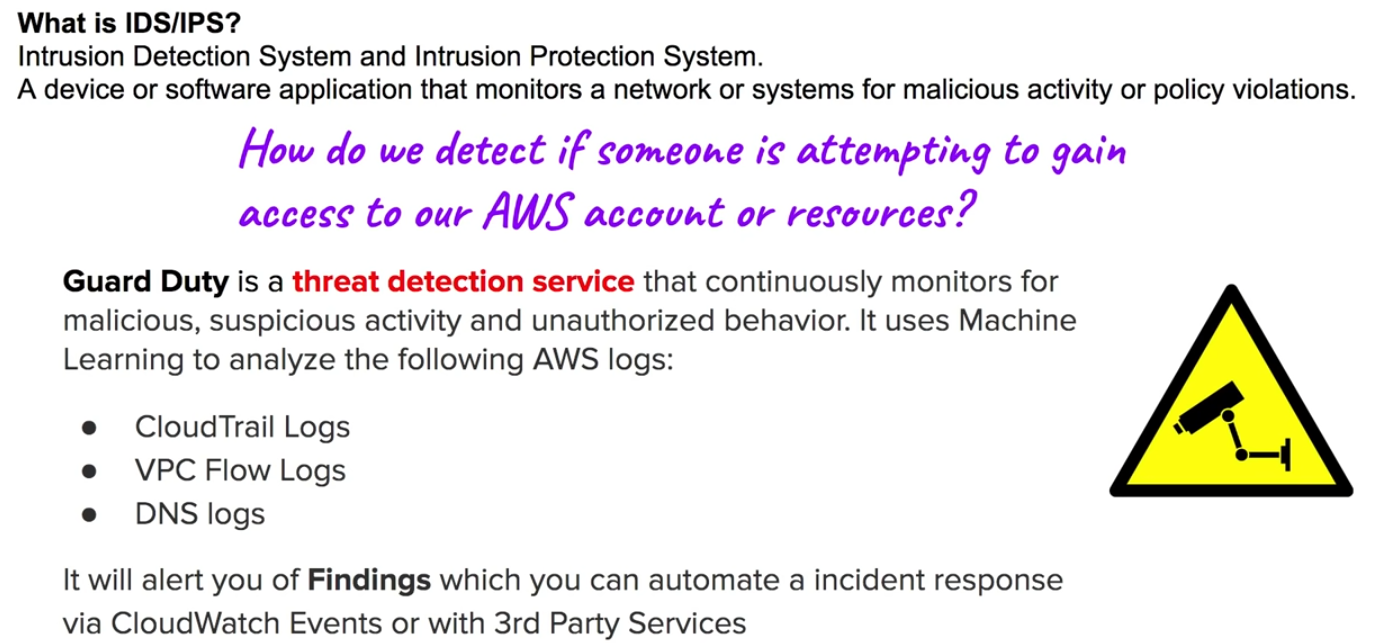 What is IDS/IPS?
Intrusion Detection System and Intrusion Protection System.
A device or software application that monitors a network or systems for malicious activity or policy violations.
How do we detect if someone is attempting to gain
access to our AWS account or resources?
Guard Duty is a threat detection service that continuously monitors for
malicious, suspicious activity and unauthorized behavior. It uses Machine
Learning to analyze the following AWS logs:
● CloudTrail Logs
● VPC Flow Logs
● DNS logs
It will alert you of Findings which you can automate a incident response
via CloudWatch Events or with 3rd Party Services